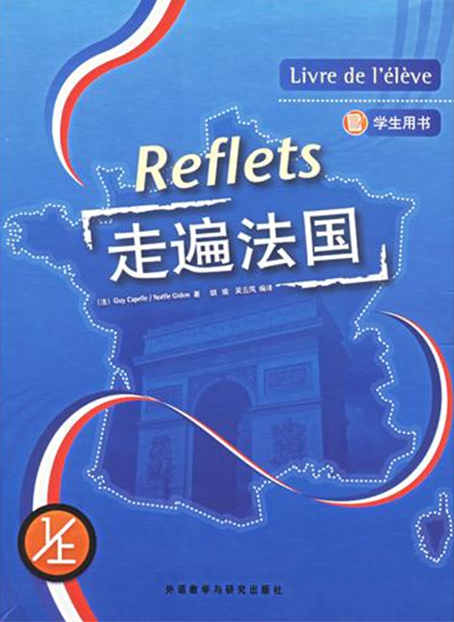 Livre de l'élève
学生用书
Reflets
走遍法国
(法) Guy Capelle / Noëlle Gidon 著 胡 瑜 吴云凤 编译
1/上
外语教学与研究出版社